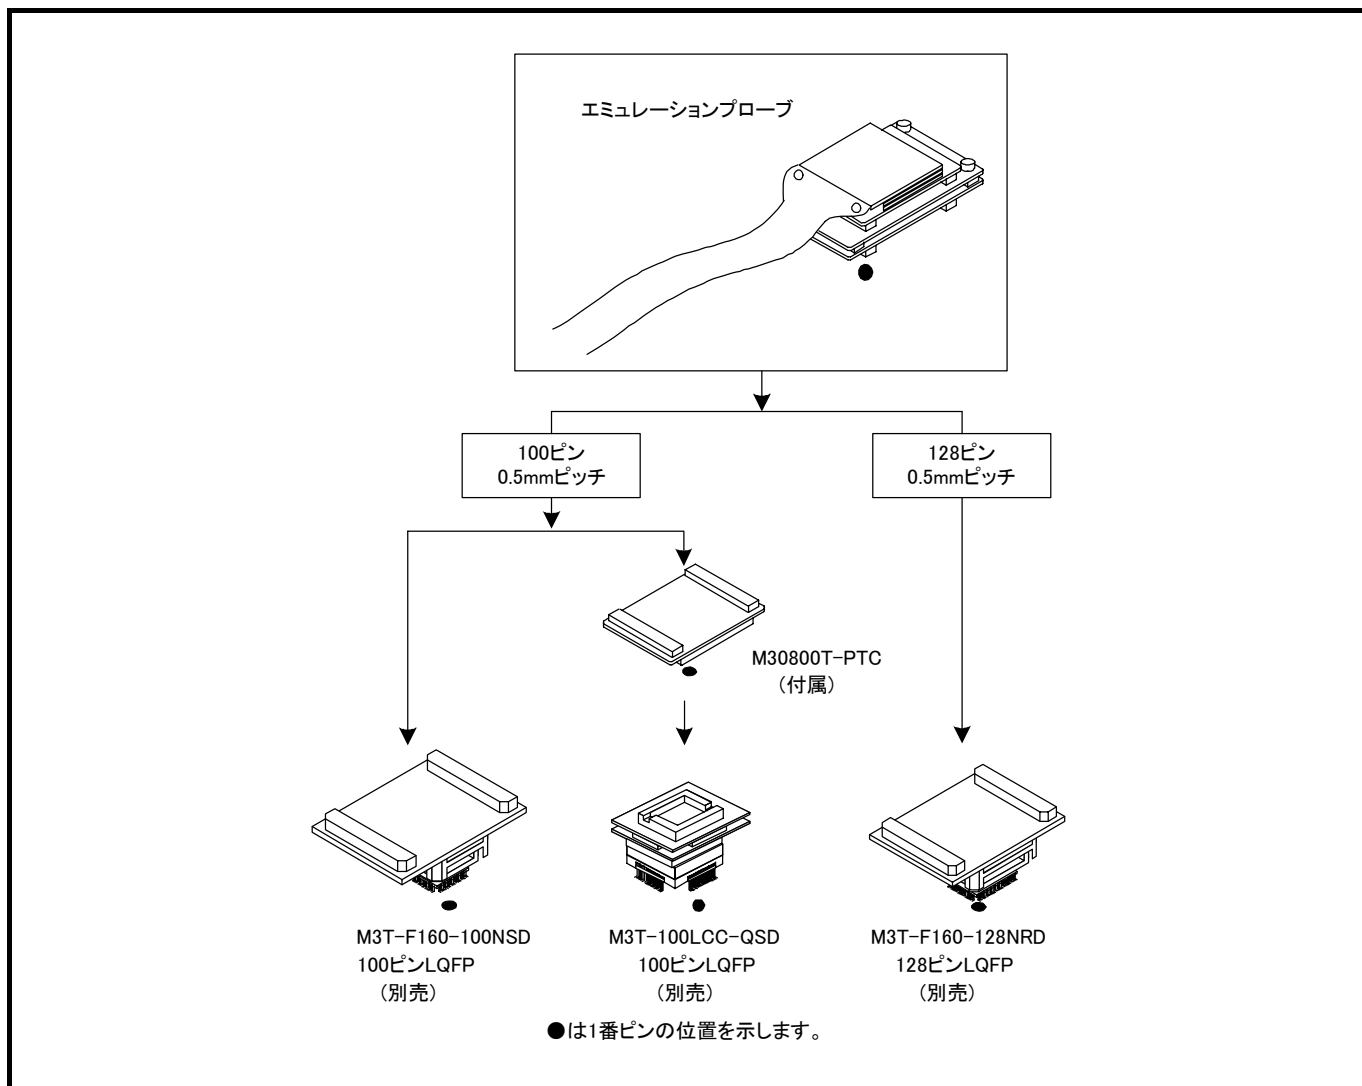 エミュレーションプローブ
100ピン
0.5mmピッチ
128ピン
0.5mmピッチ
M30800T-PTC
(付属)
M3T-F160-100NSD
100ピンLQFP
(別売)
M3T-100LCC-QSD
100ピンLQFP
(別売)
M3T-F160-128NRD
128ピンLQFP
(別売)
●は1番ピンの位置を示します。